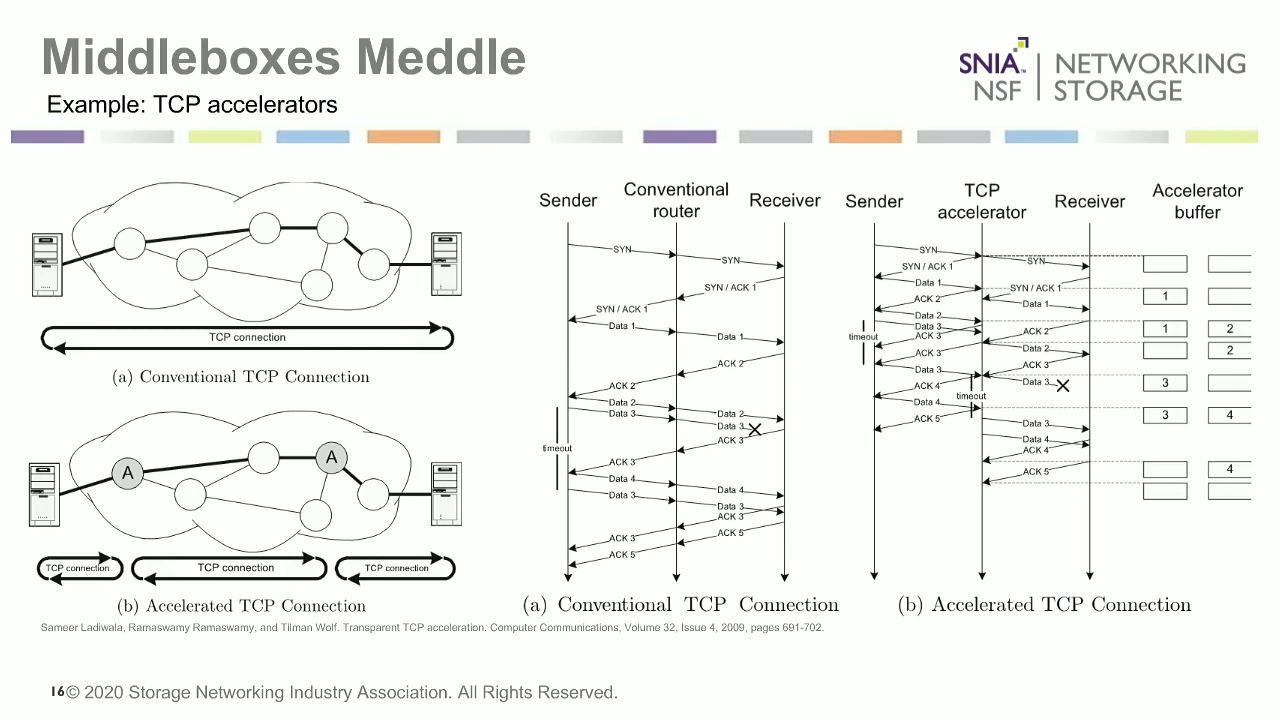 Middleboxes Meddle
Example: TCP accelerators
SNIA™ NSF | NETWORKING STORAGE
TCP connection
(a) Conventional TCP Connection
A
A
TCP connection
TCP connection
TCP connection
(b) Accelerated TCP Connection
Sender
Conventional
router
Receiver
SYN
SYN
SYN / ACK 1
SYN / ACK 1
Data 1
Data 1
ACK 2
ACK 2
Data 2
Data 3
Data 2
Data 3
ACK 3
timeout
ACK 3
Data 4
Data 4
Data 3
Data 3
ACK 3
ACK 5
ACK 3
ACK 5
(a) Conventional TCP Connection
Sender
TCP
accelerator
Receiver
Accelerator
buffer
SYN
SYN
SYN / ACK 1
Data 1
SYN / ACK 1
ACK 2
Data 1
Data 2
Data 3
ACK 3
ACK 2
timeout
ACK 3
Data 2
Data 3
ACK 3
ACK 4
Data 3
timeout
Data 4
ACK 5
Data 3
Data 4
ACK 4
ACK 5
1
1 2
2
3
3 4
4
(b) Accelerated TCP Connection
Sameer Ladiwala, Ramaswamy Ramaswamy, and Tilman Wolf. Transparent TCP acceleration. Computer Communications, Volume 32, Issue 4, 2009, pages 691-702.
16 © 2020 Storage Networking Industry Association. All Rights Reserved.